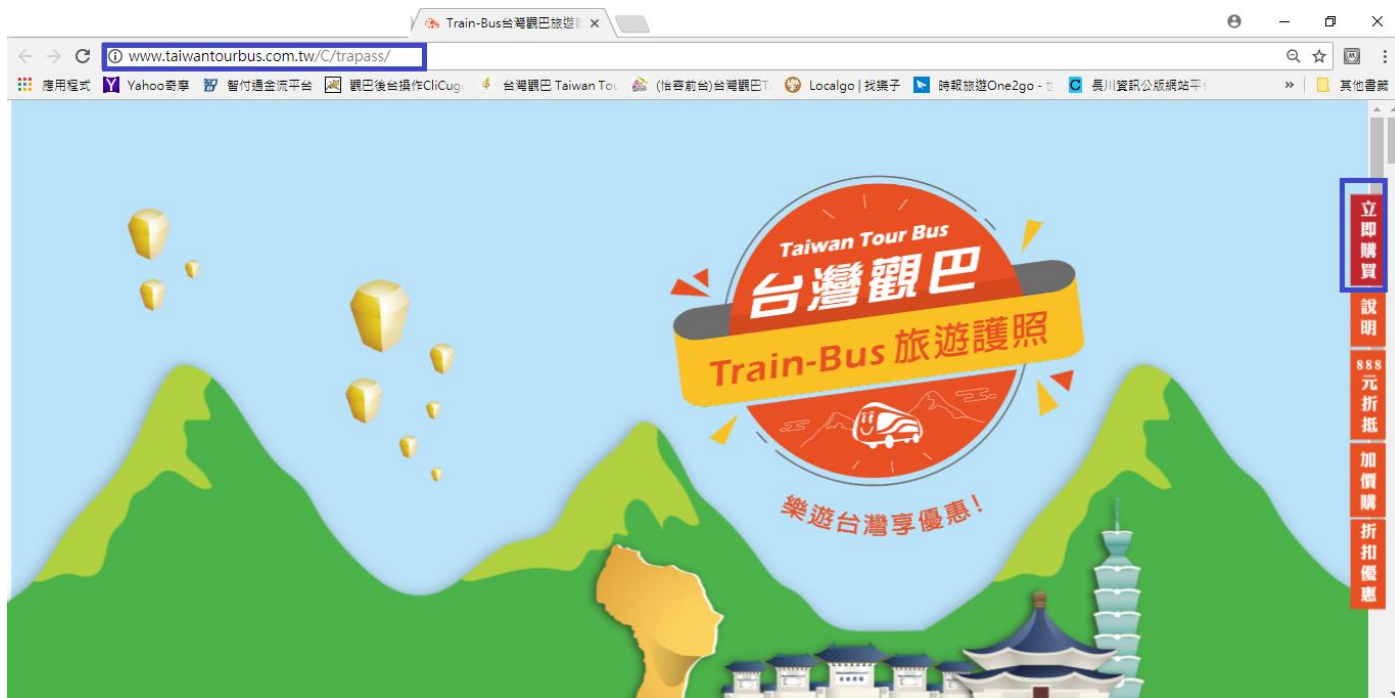 Train-Bus台灣觀巴旅遊
www.taiwantourbus.com.tw/C/trapass/
應用程式 Yahoo奇摩 智付通金流平台 觀巴後台操作CliCug 台灣觀巴 Taiwan Tou (怡蓉前台)台灣觀巴T Localgo | 找樂子 時報旅遊One2go - 長川資訊公版網站平 » 其他書籤
Taiwan Tour Bus
台灣觀巴
Train-Bus 旅遊護照
樂遊台灣享優惠!
立即購買
說明
888元折抵
加價購
折扣優惠